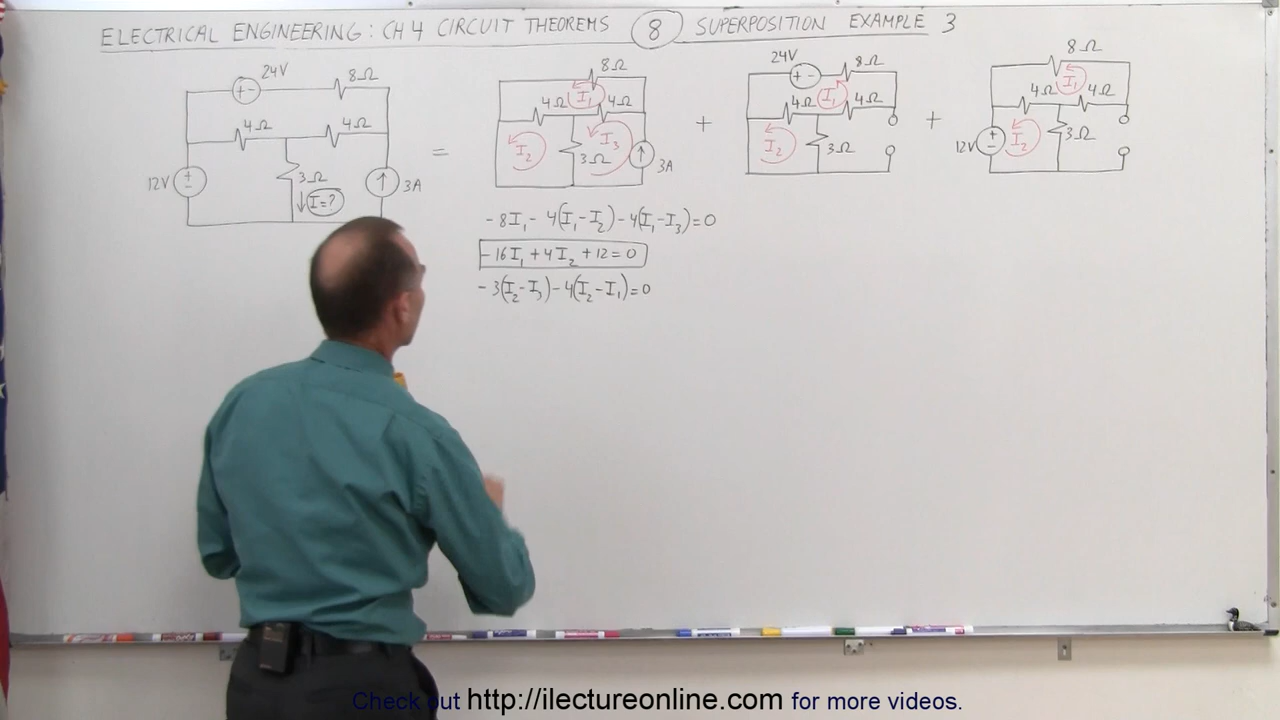 ELECTRICAL ENGINEERING: CH 4 CIRCUIT THEOREMS 8 SUPERPOSITION EXAMPLE 3
24V
8Ω
4Ω
4Ω
12V
+
-
3Ω
I=?
3A
=
8Ω
4Ω
I₁
4Ω
I₂
3Ω
I₃
3A
+
24V
+ -
8Ω
4Ω
I₁
4Ω
I₂
3Ω
+
8Ω
4Ω
I₁
4Ω
12V
+
-
I₂
3Ω
-8I₁ - 4(I₁-I₂) - 4(I₁-I₃) = 0
-16I₁ + 4I₂ + 12 = 0
-3(I₂-I₃) - 4(I₂-I₁) = 0
Check out http://ilectureonline.com for more videos.